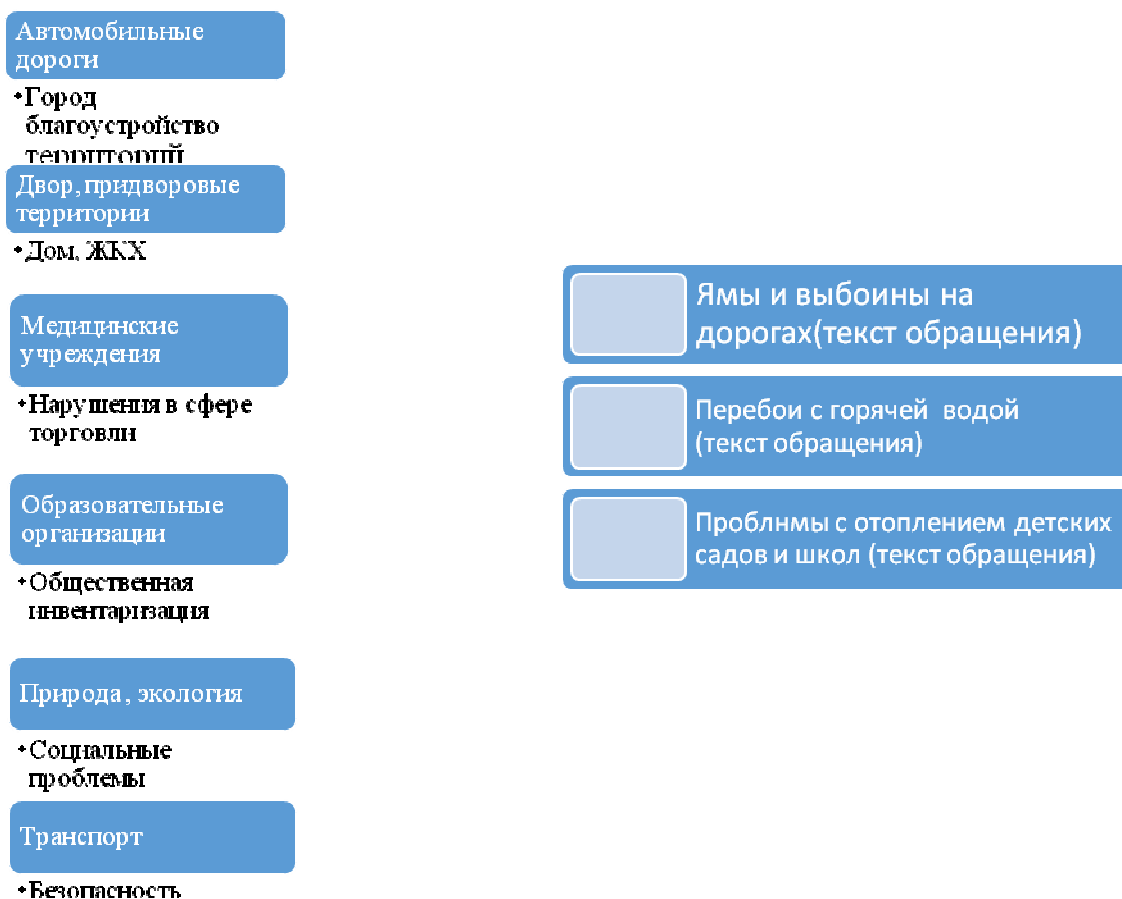 Автомобильные
дороги
•Город
благоустройство
территорий
Двор, придворовые
территории
•Дом, ЖКХ
Медицинские
учреждения
•Нарушения в сфере
торговли
Образовательные
организации
•Общественная
инвентаризация
Природа, экология
•Социальные
проблемы
Транспорт
•Безопасность
Ямы и выбоины на
дорогах(текст обращения)
Перебои с горячей водой
(текст обращения)
Проблнмы с отоплением детских
садов и школ (текст обращения)